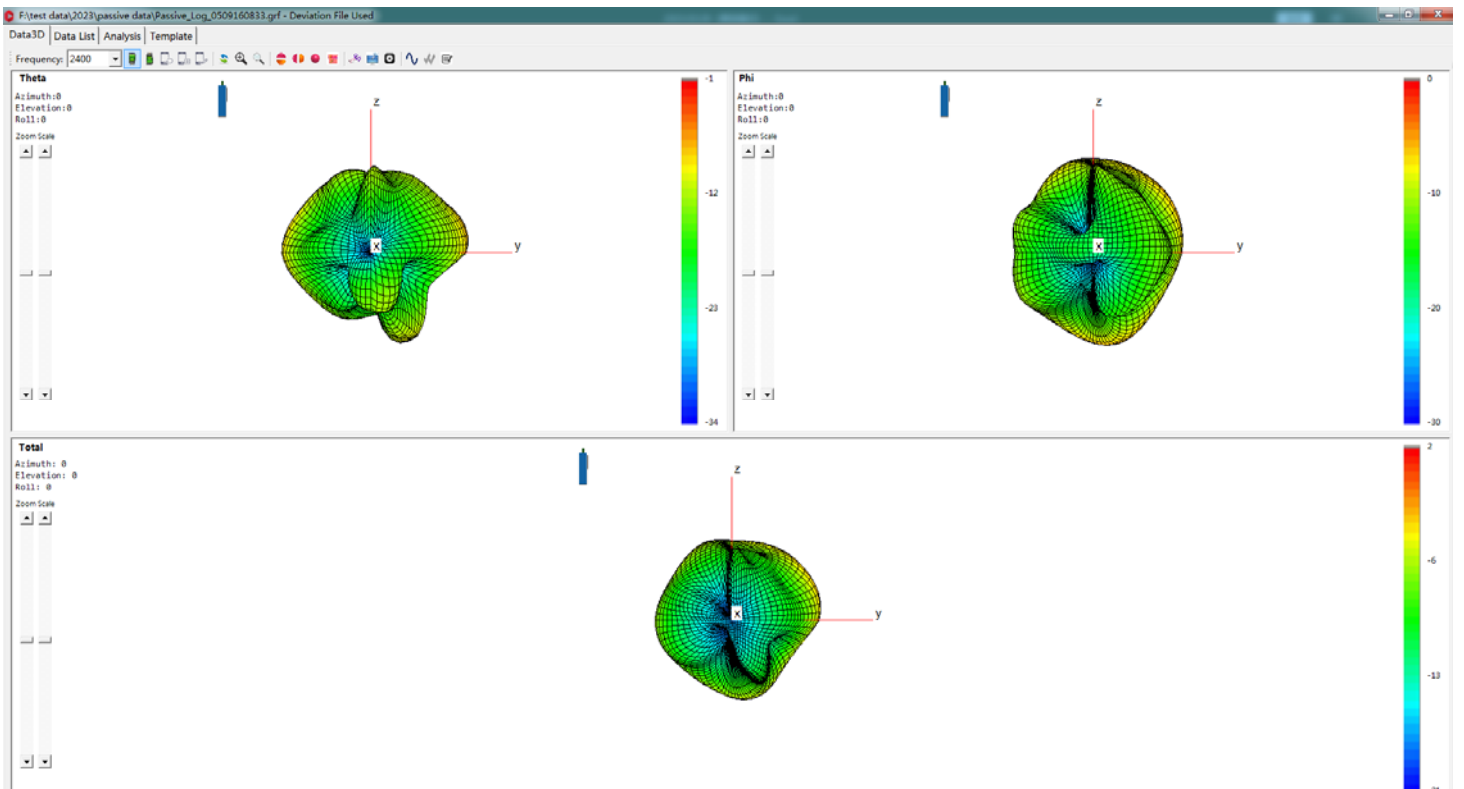 F:\test data\2023\passive data\Passive_Log_0509160833.grf - Deviation File Used
Data3D Data List Analysis Template
Frequency: 2400
Theta
Azimuth:0
Elevation:0
Roll:0
Zoom Scale
z
x
y
-1
-12
-23
-34
Phi
Azimuth:0
Elevation:0
Roll:0
Zoom Scale
z
x
y
0
-10
-20
-30
Total
Azimuth: 0
Elevation: 0
Roll: 0
Zoom Scale
z
x
y
2
-6
-13